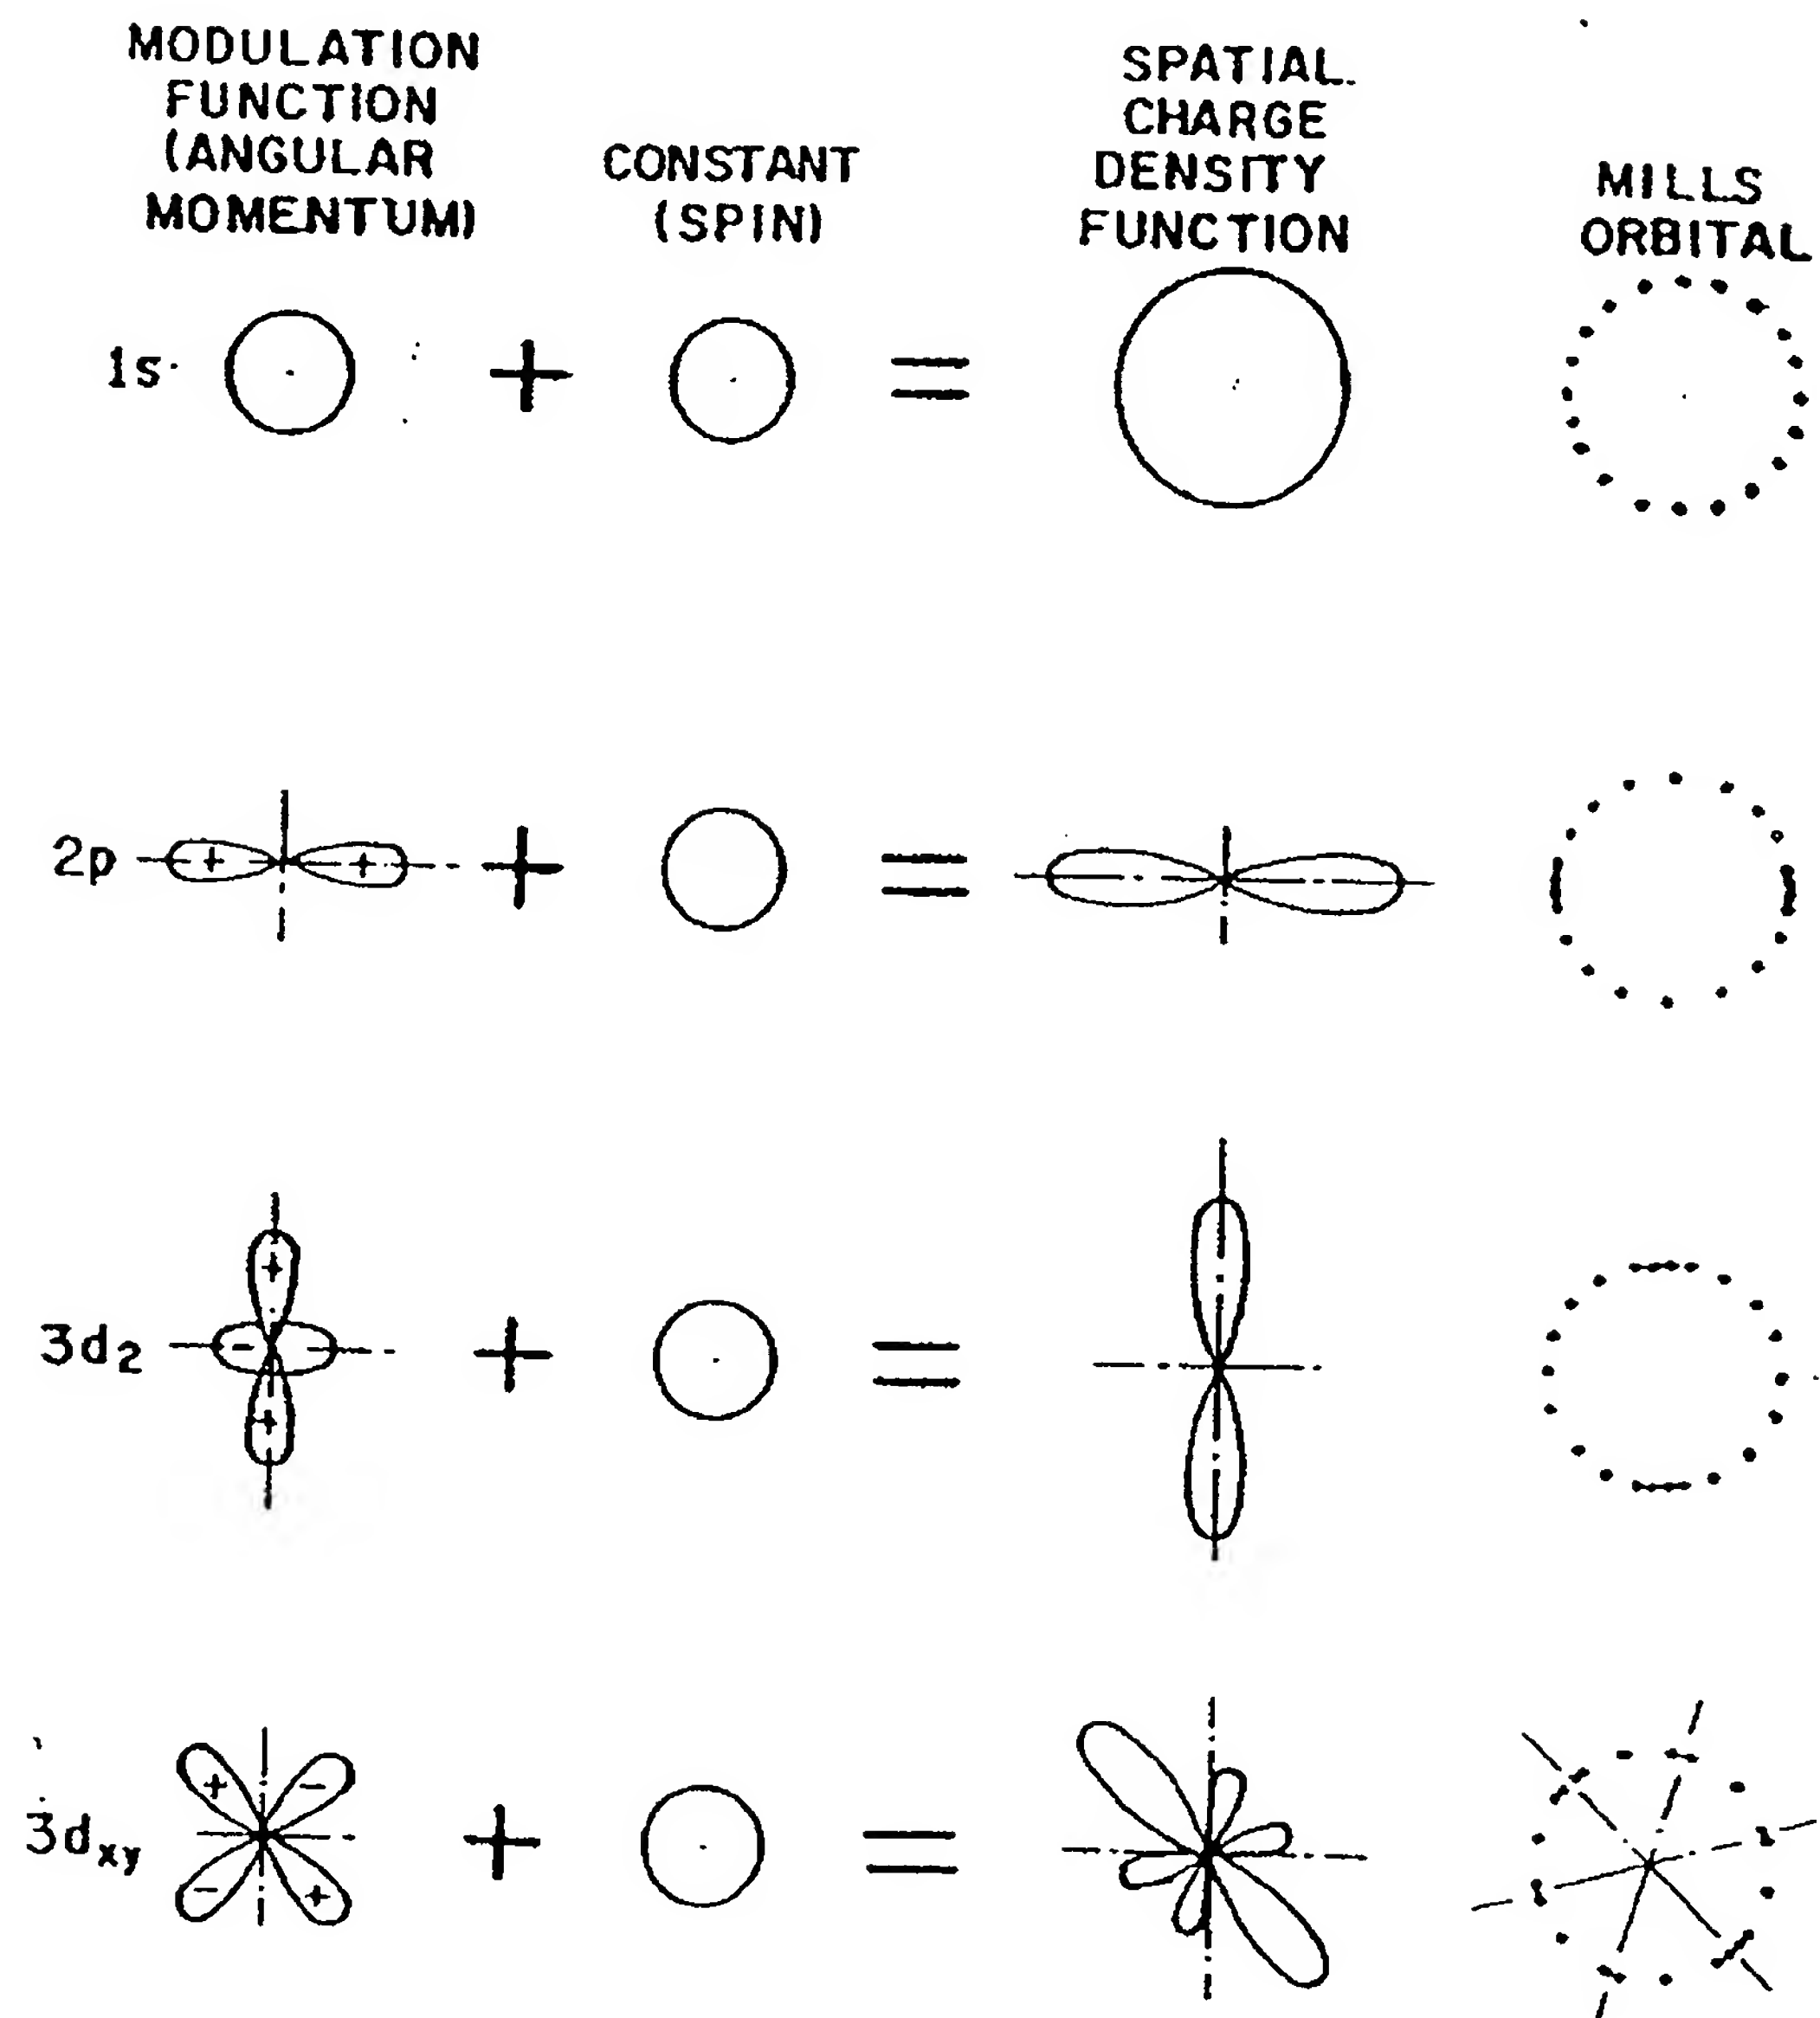 MODULATION
FUNCTION
(ANGULAR
MOMENTUM)
CONSTANT
(SPIN)
SPATIAL
CHARGE
DENSITY
FUNCTION
MILLS
ORBITAL
1s + =
2p + + + =
3d2 + - + + =
3dxy + - - + + =